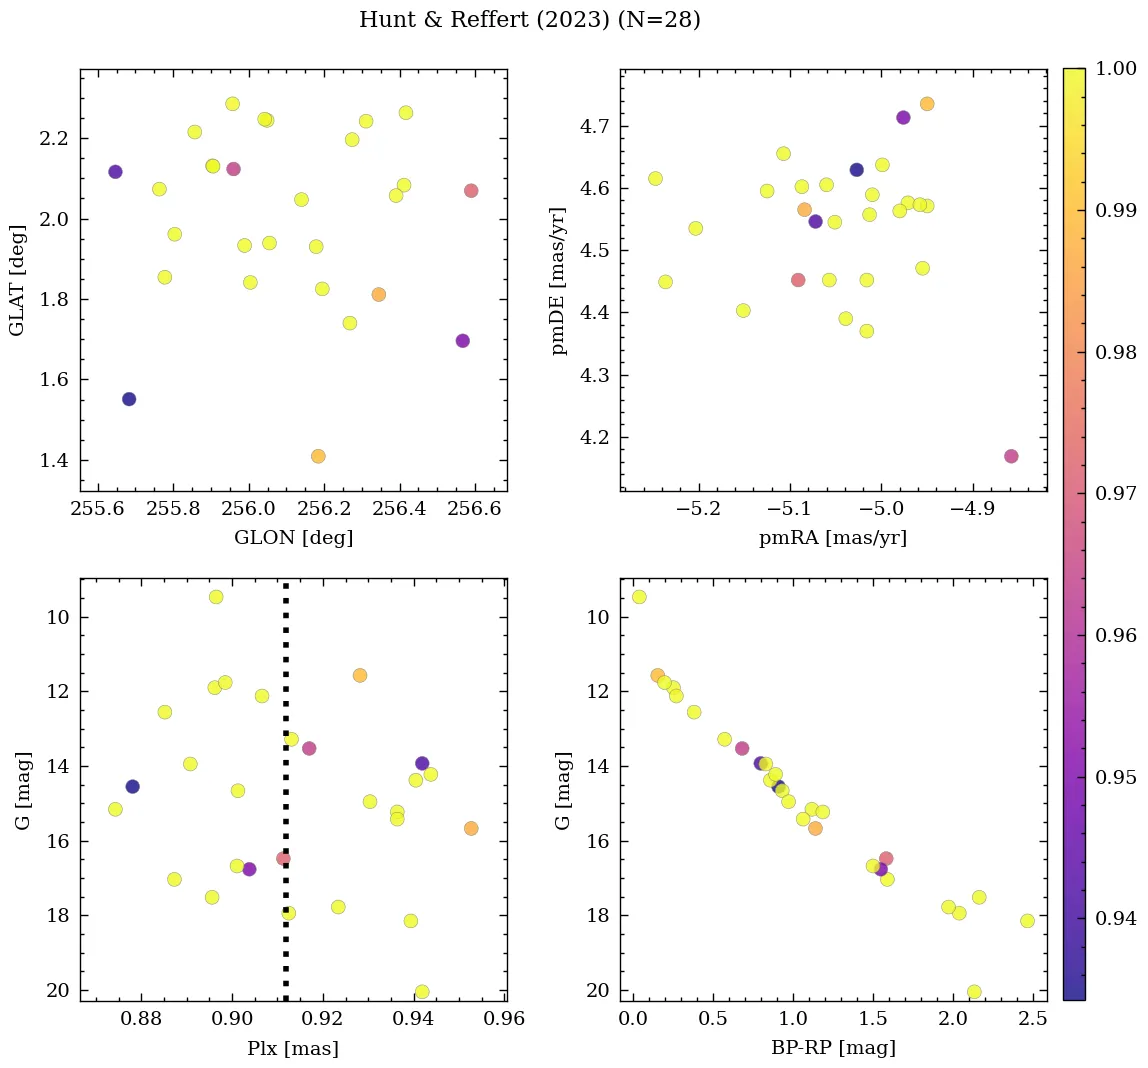 Hunt & Reffert (2023) (N=28)
2.2
2.0
1.8
1.6
1.4
GLAT [deg]
255.6 255.8 256.0 256.2 256.4 256.6
GLON [deg]
4.7
4.6
4.5
4.4
4.3
4.2
pmDE [mas/yr]
−5.2 −5.1 −5.0 −4.9
pmRA [mas/yr]
10
12
14
16
18
20
G [mag]
0.88 0.90 0.92 0.94 0.96
Plx [mas]
10
12
14
16
18
20
G [mag]
0.0 0.5 1.0 1.5 2.0 2.5
BP-RP [mag]
1.00
0.99
0.98
0.97
0.96
0.95
0.94